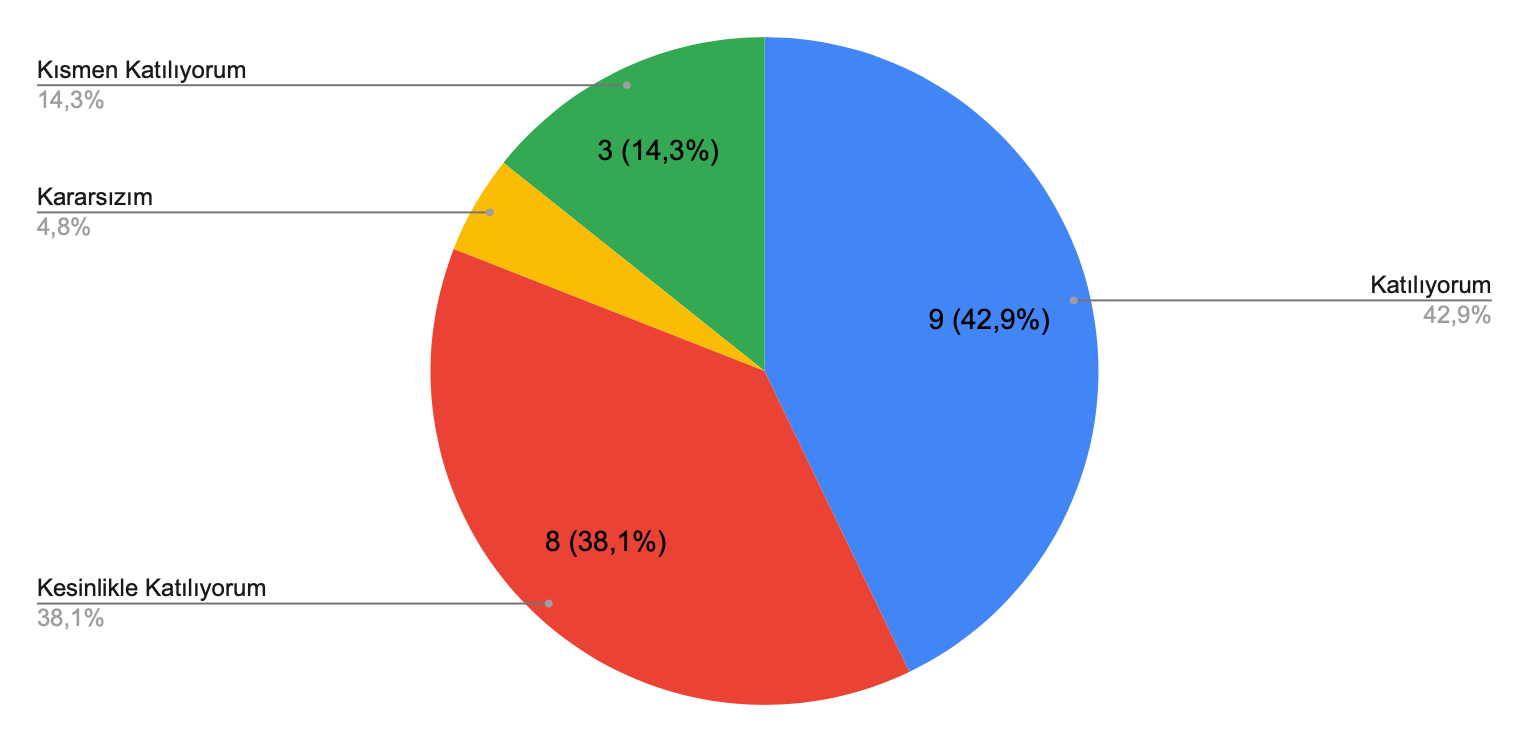 Kısmen Katılıyorum
14,3%
3 (14,3%)
Kararsızım
4,8%
Katılıyorum
42,9%
9 (42,9%)
8 (38,1%)
Kesinlikle Katılıyorum
38,1%